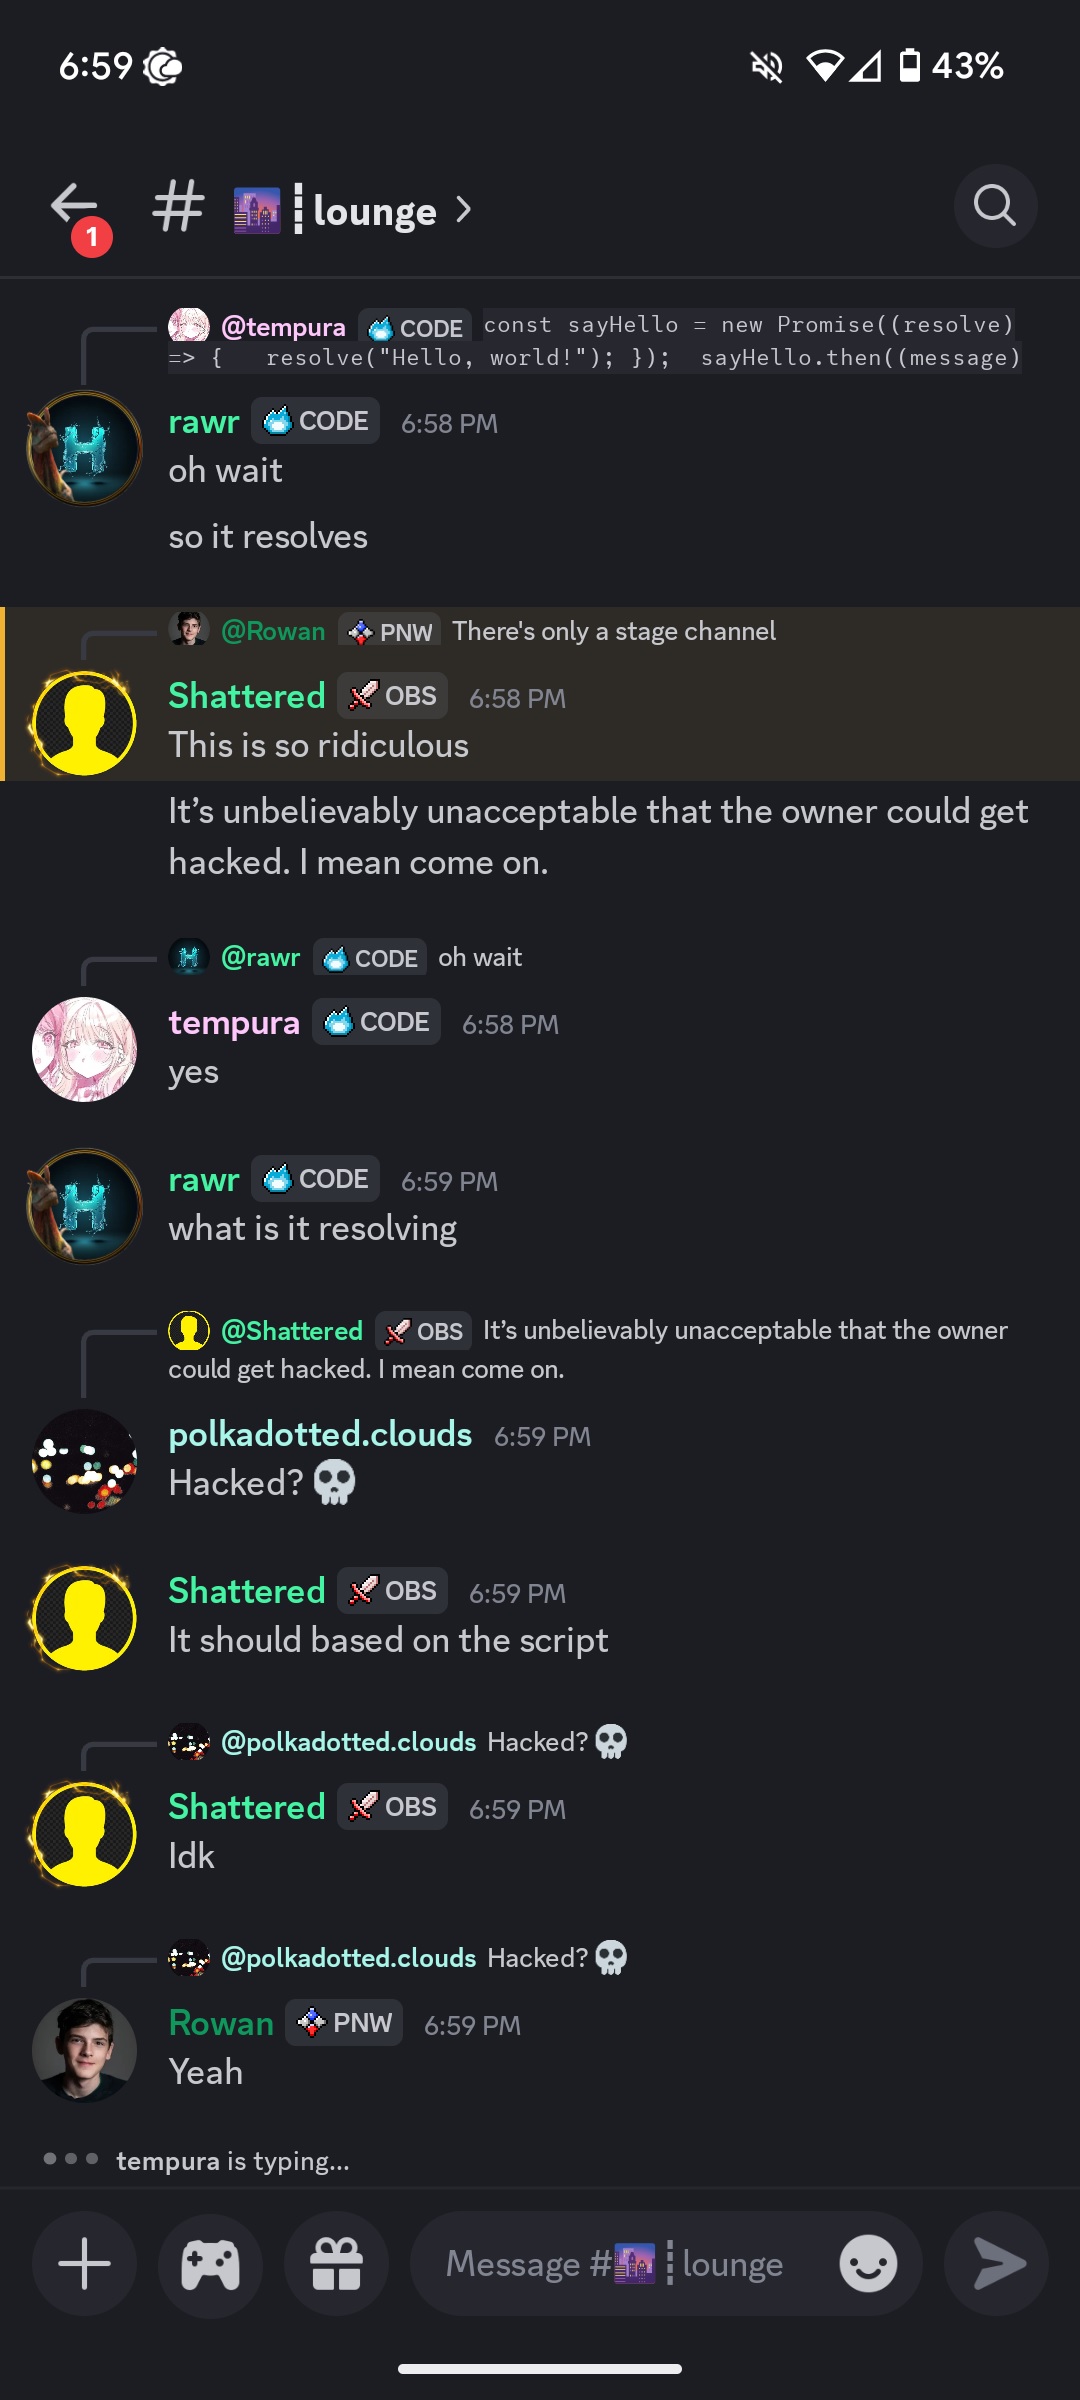 6:59 43%
1 # ┋lounge
@tempura CODE const sayHello = new Promise((resolve)
=> { resolve("Hello, world!"); }); sayHello.then((message)
rawr CODE 6:58 PM
oh wait
so it resolves
@Rowan PNW There's only a stage channel
Shattered OBS 6:58 PM
This is so ridiculous
It’s unbelievably unacceptable that the owner could get
hacked. I mean come on.
@rawr CODE oh wait
tempura CODE 6:58 PM
yes
rawr CODE 6:59 PM
what is it resolving
@Shattered OBS It’s unbelievably unacceptable that the owner
could get hacked. I mean come on.
polkadotted.clouds 6:59 PM
Hacked? 💀
Shattered OBS 6:59 PM
It should based on the script
@polkadotted.clouds Hacked? 💀
Shattered OBS 6:59 PM
Idk
@polkadotted.clouds Hacked? 💀
Rowan PNW 6:59 PM
Yeah
tempura is typing...
Message #🌆┋lounge